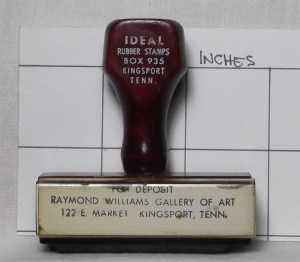 IDEAL
RUBBER STAMPS
BOX 935
KINGSPORT
TENN.
INCHES
FOR DEPOSIT
RAYMOND WILLIAMS GALLERY OF ART
122 E. MARKET KINGSPORT, TENN.